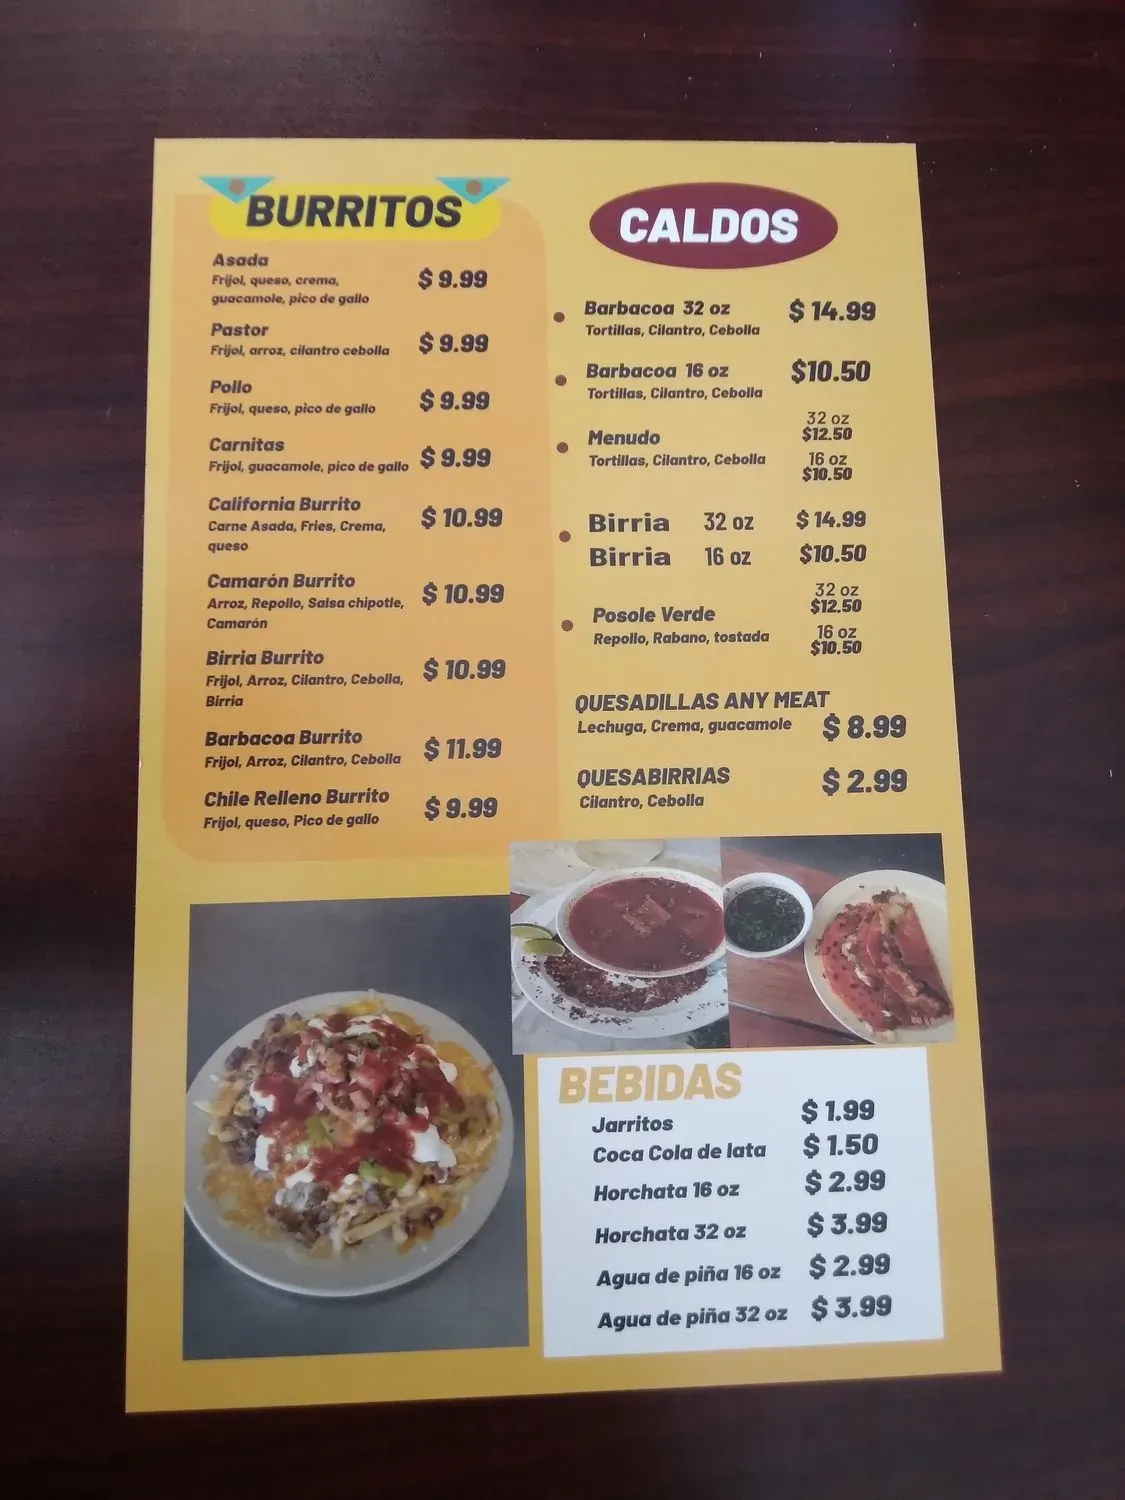 BURRITOS
Asada
Frijol, queso, crema,
guacamole, pico de gallo
$ 9.99
Pastor
Frijol, arroz, cilantro cebolla
$ 9.99
Pollo
Frijol, queso, pico de gallo
$ 9.99
Carnitas
Frijol, guacamole, pico de gallo
$ 9.99
California Burrito
Carne Asada, Fries, Crema,
queso
$ 10.99
Camarón Burrito
Arroz, Repollo, Salsa chipotle,
Camarón
$ 10.99
Birria Burrito
Frijol, Arroz, Cilantro, Cebolla,
Birria
$ 10.99
Barbacoa Burrito
Frijol, Arroz, Cilantro, Cebolla
$ 11.99
Chile Relleno Burrito
Frijol, queso, Pico de gallo
$ 9.99
CALDOS
Barbacoa 32 oz $ 14.99
Tortillas, Cilantro, Cebolla
Barbacoa 16 oz $10.50
Tortillas, Cilantro, Cebolla
Menudo
Tortillas, Cilantro, Cebolla
32 oz
$12.50
16 oz
$10.50
Birria 32 oz $ 14.99
Birria 16 oz $10.50
Posole Verde
Repollo, Rabano, tostada
32 oz
$12.50
16 oz
$10.50
QUESADILLAS ANY MEAT
Lechuga, Crema, guacamole $ 8.99
QUESABIRRIAS $ 2.99
Cilantro, Cebolla
BEBIDAS
Jarritos $ 1.99
Coca Cola de lata $ 1.50
Horchata 16 oz $ 2.99
Horchata 32 oz $ 3.99
Agua de piña 16 oz $ 2.99
Agua de piña 32 oz $ 3.99